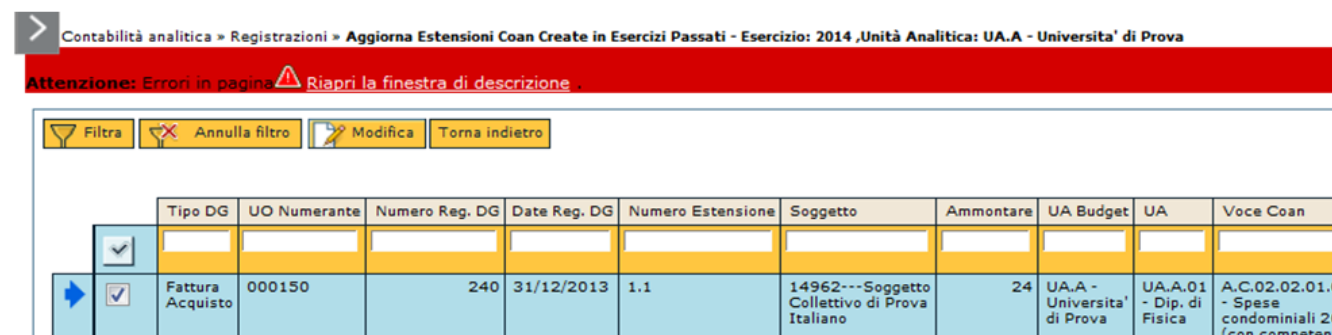 Contabilità analitica » Registrazioni » Aggiorna Estensioni Coan Create in Esercizi Passati - Esercizio: 2014 ,Unità Analitica: UA.A - Universita' di Prova
Attenzione: Errori in pagina Riapri la finestra di descrizione .
Filtra Annulla filtro Modifica Torna indietro
Tipo DG UO Numerante Numero Reg. DG Date Reg. DG Numero Estensione Soggetto Ammontare UA Budget UA Voce Coan
Fattura 000150 240 31/12/2013 1.1 14962---Soggetto 24 UA.A - UA.A.01 A.C.02.02.01.
Acquisto Collettivo di Prova Universita' - Dip. di - Spese
Italiano di Prova Fisica condominiali
(con